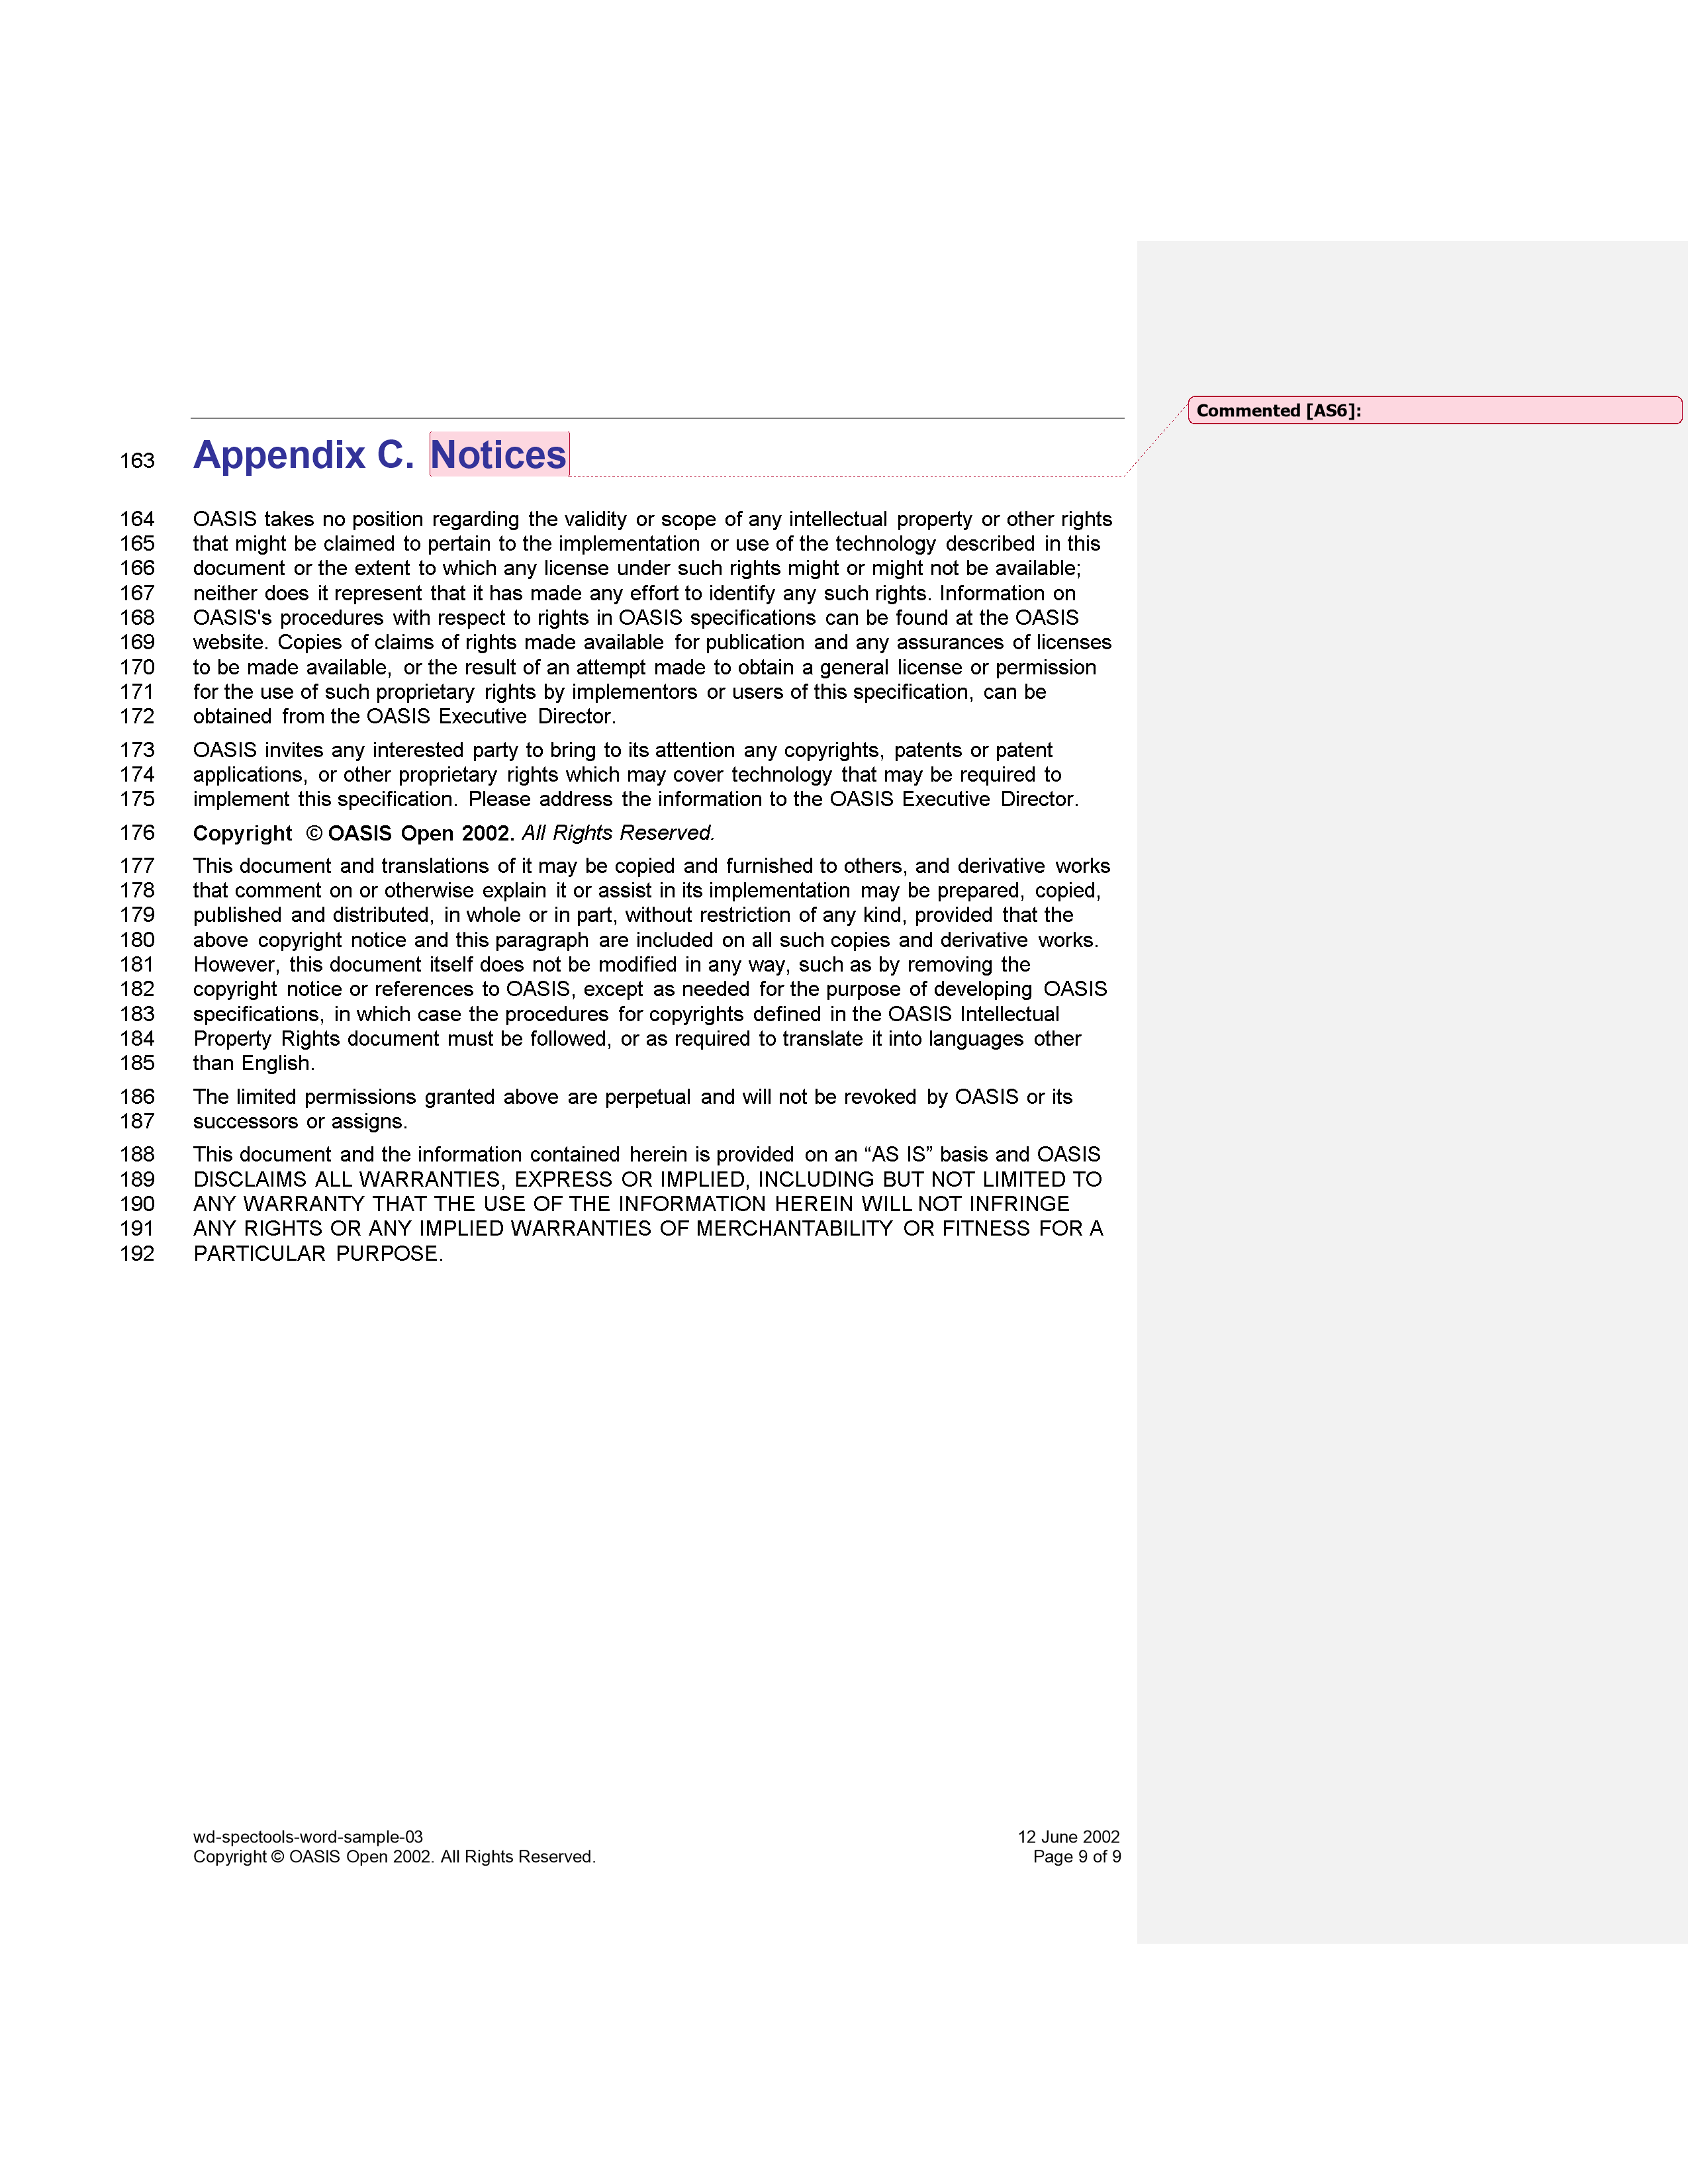 Commented [AS6]:
163 Appendix C. Notices
164 OASIS takes no position regarding the validity or scope of any intellectual property or other rights
165 that might be claimed to pertain to the implementation or use of the technology described in this
166 document or the extent to which any license under such rights might or might not be available;
167 neither does it represent that it has made any effort to identify any such rights. Information on
168 OASIS's procedures with respect to rights in OASIS specifications can be found at the OASIS
169 website. Copies of claims of rights made available for publication and any assurances of licenses
170 to be made available, or the result of an attempt made to obtain a general license or permission
171 for the use of such proprietary rights by implementors or users of this specification, can be
172 obtained from the OASIS Executive Director.
173 OASIS invites any interested party to bring to its attention any copyrights, patents or patent
174 applications, or other proprietary rights which may cover technology that may be required to
175 implement this specification. Please address the information to the OASIS Executive Director.
176 Copyright © OASIS Open 2002. All Rights Reserved.
177 This document and translations of it may be copied and furnished to others, and derivative works
178 that comment on or otherwise explain it or assist in its implementation may be prepared, copied,
179 published and distributed, in whole or in part, without restriction of any kind, provided that the
180 above copyright notice and this paragraph are included on all such copies and derivative works.
181 However, this document itself does not be modified in any way, such as by removing the
182 copyright notice or references to OASIS, except as needed for the purpose of developing OASIS
183 specifications, in which case the procedures for copyrights defined in the OASIS Intellectual
184 Property Rights document must be followed, or as required to translate it into languages other
185 than English.
186 The limited permissions granted above are perpetual and will not be revoked by OASIS or its
187 successors or assigns.
188 This document and the information contained herein is provided on an “AS IS” basis and OASIS
189 DISCLAIMS ALL WARRANTIES, EXPRESS OR IMPLIED, INCLUDING BUT NOT LIMITED TO
190 ANY WARRANTY THAT THE USE OF THE INFORMATION HEREIN WILL NOT INFRINGE
191 ANY RIGHTS OR ANY IMPLIED WARRANTIES OF MERCHANTABILITY OR FITNESS FOR A
192 PARTICULAR PURPOSE.
wd-spectools-word-sample-03 12 June 2002
Copyright © OASIS Open 2002. All Rights Reserved. Page 9 of 9